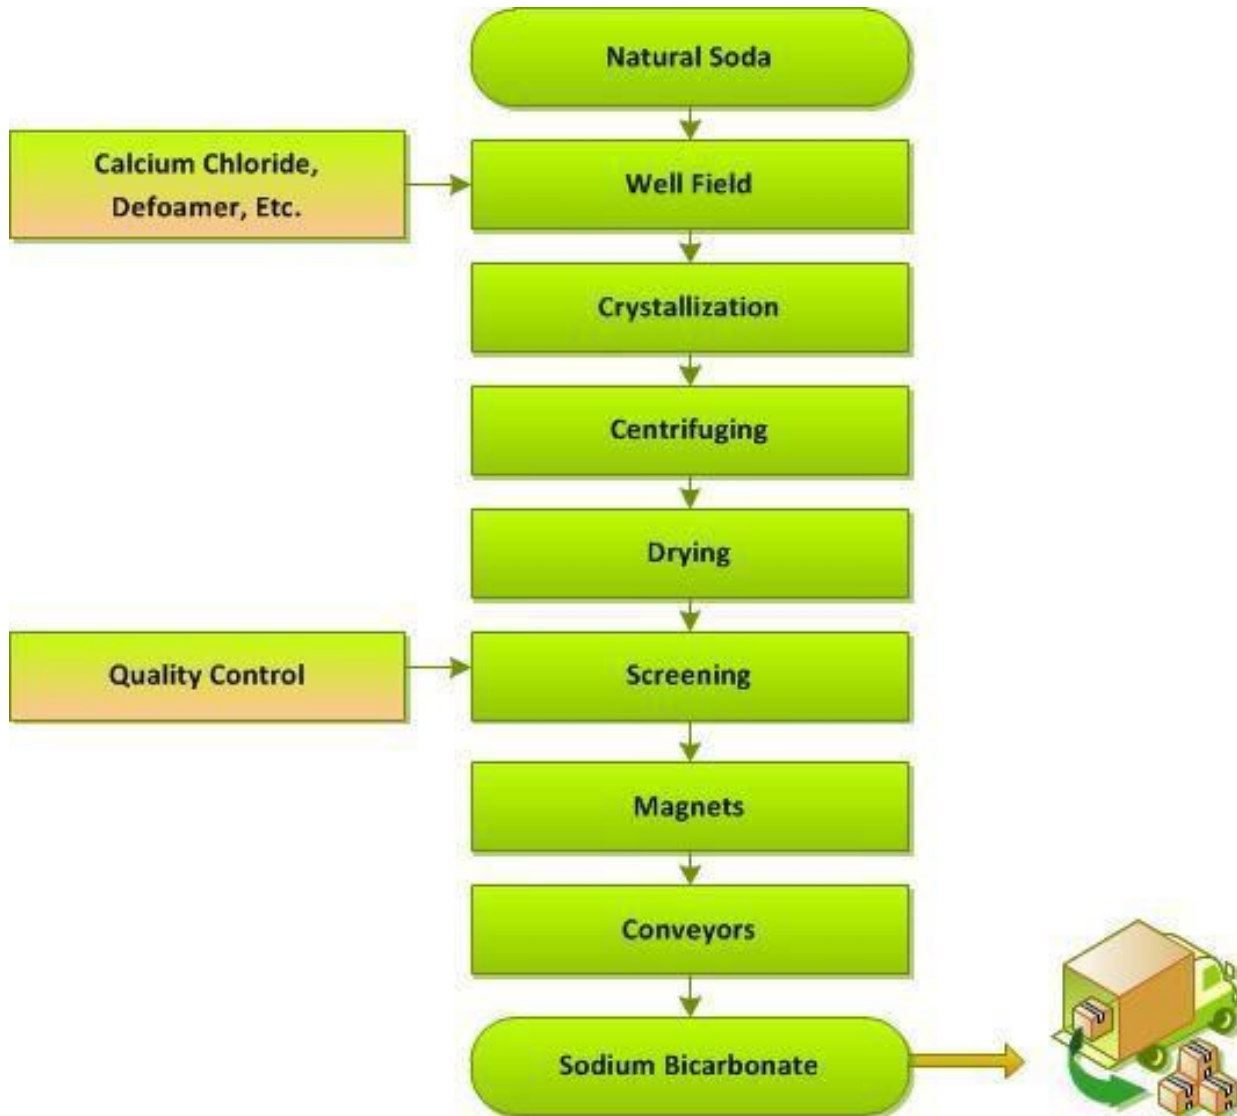 Natural Soda
Calcium Chloride,
Defoamer, Etc.
Well Field
Crystallization
Centrifuging
Drying
Quality Control
Screening
Magnets
Conveyors
Sodium Bicarbonate